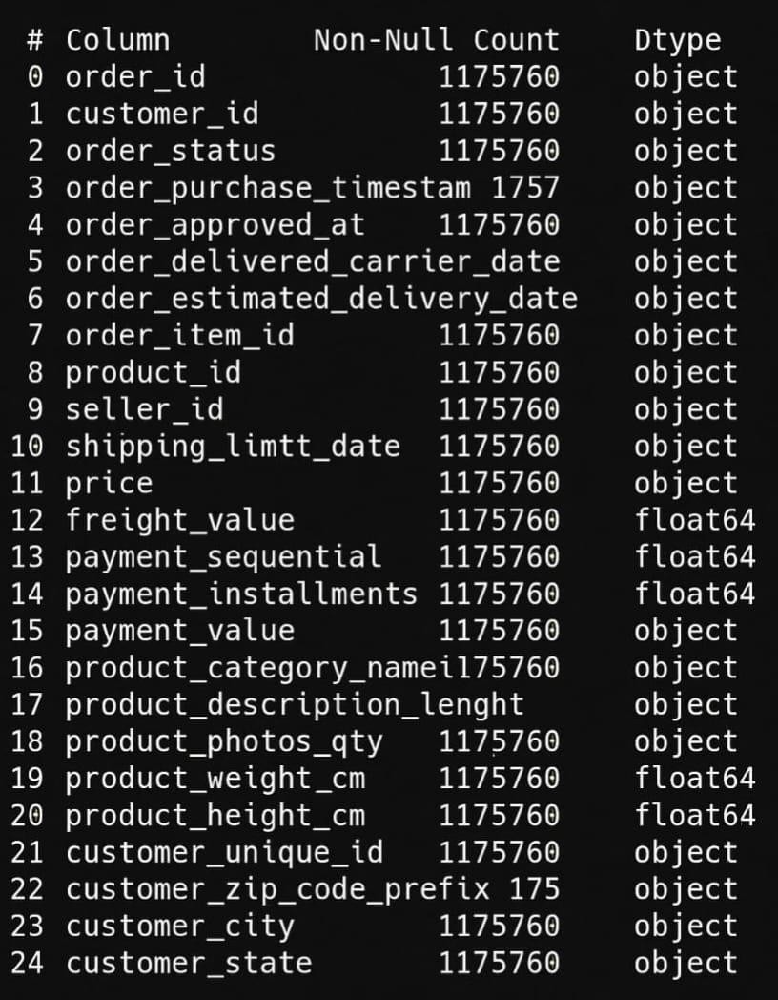 # Column Non-Null Count Dtype
0 order_id 1175760 object
1 customer_id 1175760 object
2 order_status 1175760 object
3 order_purchase_timestam 1757 object
4 order_approved_at 1175760 object
5 order_delivered_carrier_date object
6 order_estimated_delivery_date object
7 order_item_id 1175760 object
8 product_id 1175760 object
9 seller_id 1175760 object
10 shipping_limtt_date 1175760 object
11 price 1175760 object
12 freight_value 1175760 float64
13 payment_sequential 1175760 float64
14 payment_installments 1175760 float64
15 payment_value 1175760 object
16 product_category_nameil75760 object
17 product_description_lenght object
18 product_photos_qty 1175760 object
19 product_weight_cm 1175760 float64
20 product_height_cm 1175760 float64
21 customer_unique_id 1175760 object
22 customer_zip_code_prefix 175 object
23 customer_city 1175760 object
24 customer_state 1175760 object